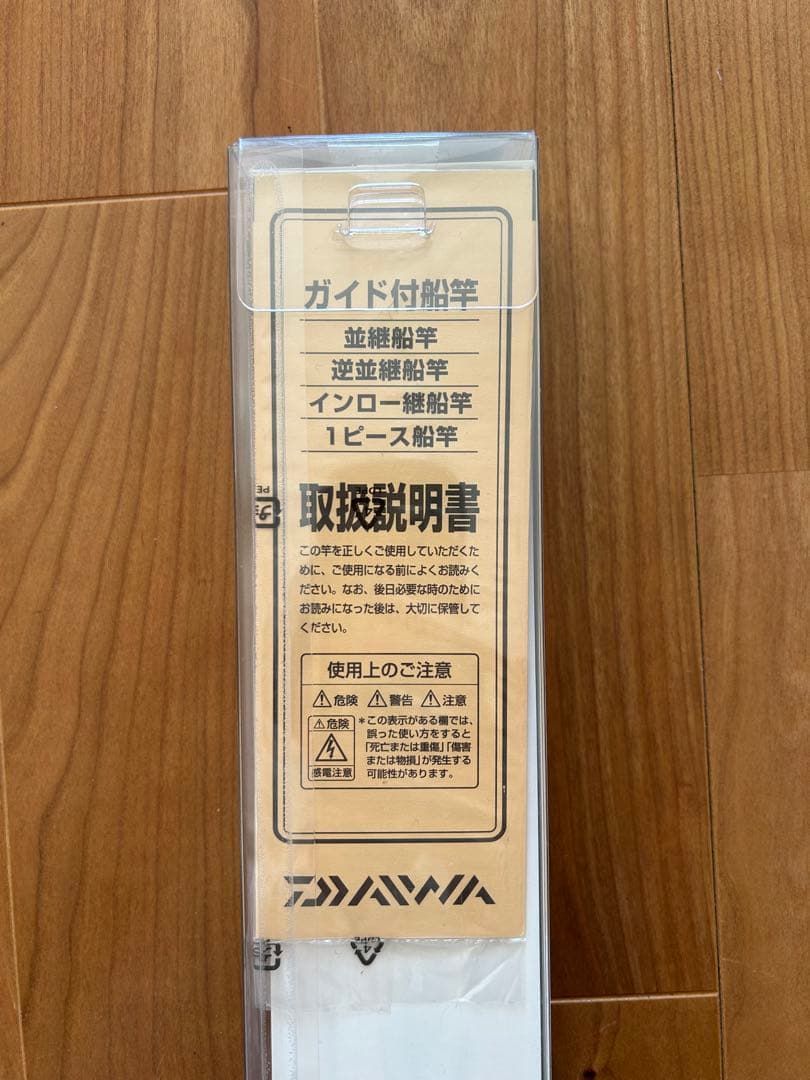 ガイド付船竿
並継船竿
逆並継船竿
インロー継船竿
1ピース船竿
PE
取扱説明書
この竿を正しくご使用していただくた
めに、ご使用になる前によくお読みく
ださい。なお、後日必要な時のために
お読みになった後は、大切に保管して
ください。
使用上のご注意
危険 警告 注意
危険
感電注意
*この表示がある欄では、
誤った使い方をすると
「死亡または重傷」「傷害
または物損」が発生する
可能性があります。
DAIWA